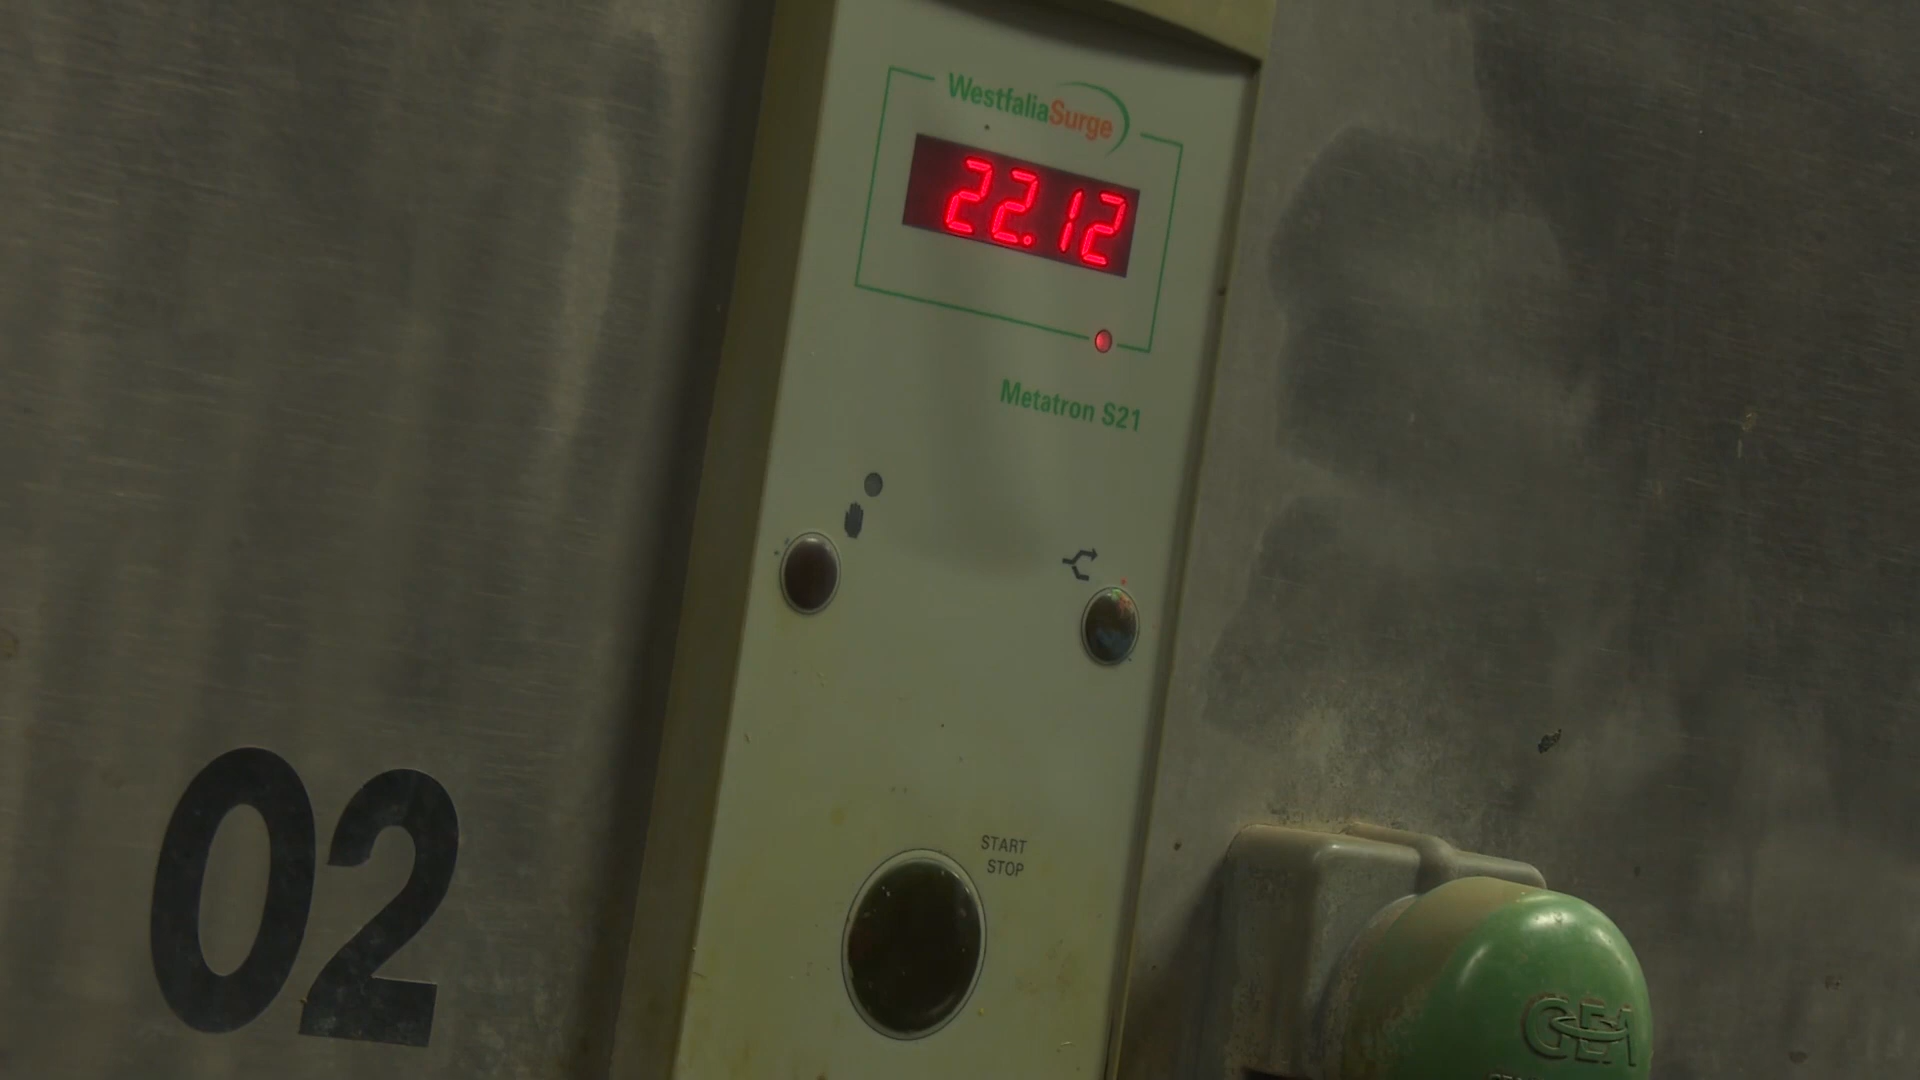 WestfaliaSurge
22.12
Metatron S21
START
STOP
02
GEA